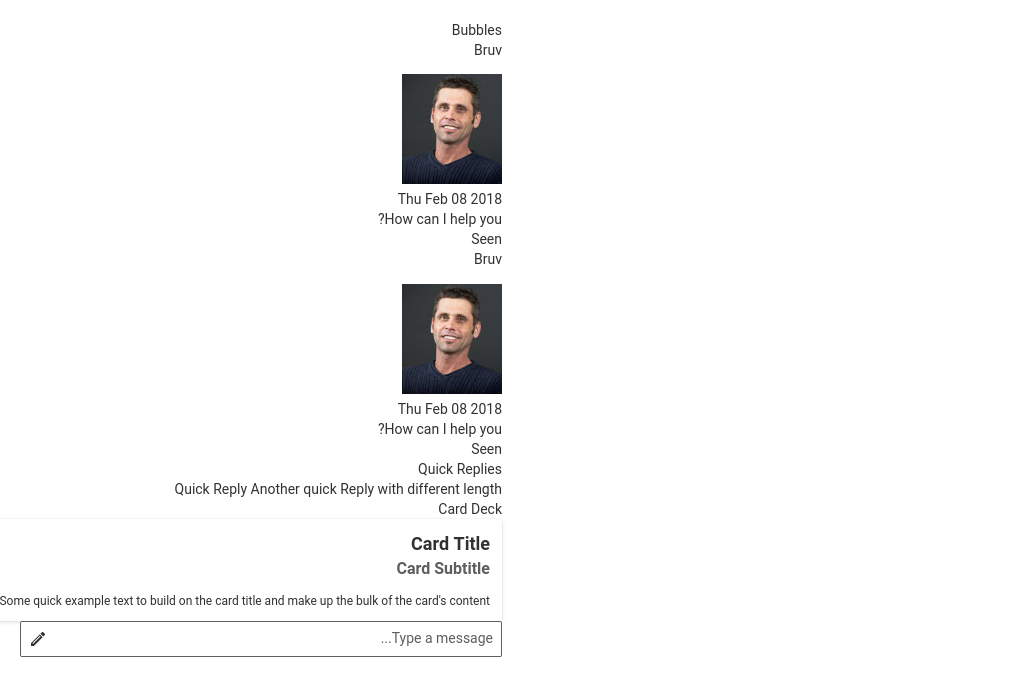 Bubbles
Bruv
Thu Feb 08 2018
?How can I help you
Seen
Bruv
Thu Feb 08 2018
?How can I help you
Seen
Quick Replies
Quick Reply Another quick Reply with different length
Card Deck
Card Title
Card Subtitle
Some quick example text to build on the card title and make up the bulk of the card's content
...Type a message